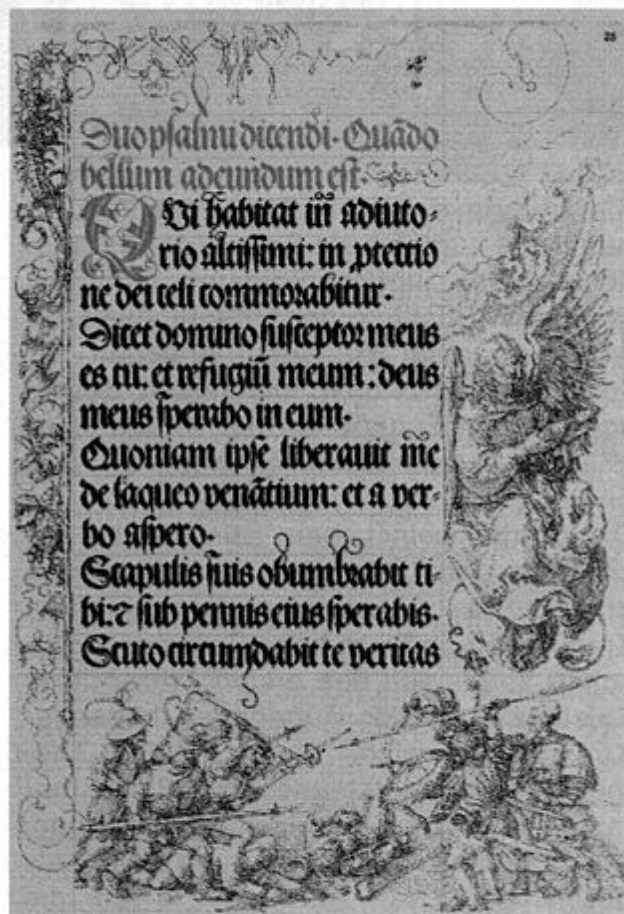 28
Duo psalmi dicendi. Quādo
bellum adeundum est.
QVi habitat in adiuto-
rio altissimi: in ꝓtectio
ne dei celi commorabitur.
Dicet domino susceptor meus
es tu: et refugiū meum: deus
meus sperabo in eum.
Quoniam ipse liberauit me
de laqueo venātium: et a ver-
bo aspero.
Scapulis suis obumbrabit ti-
bi: ⁊ sub pennis eius sperabis.
Scuto circumdabit te veritas